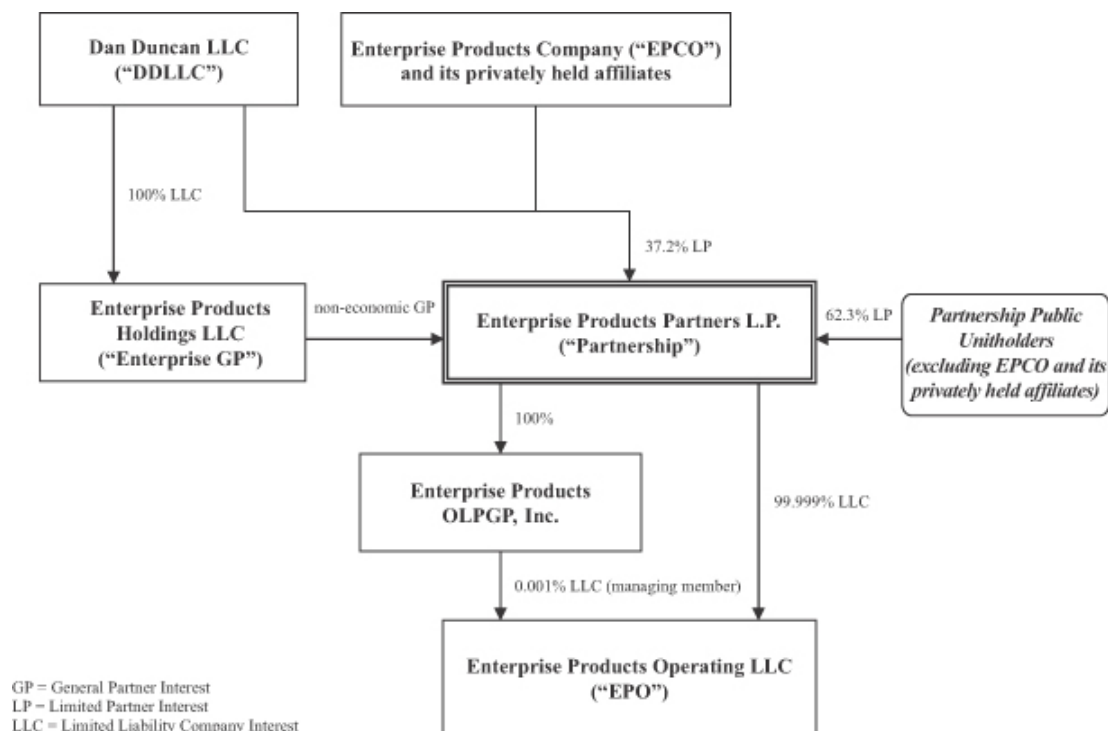 Dan Duncan LLC
(“DDLLC”)
Enterprise Products Company (“EPCO”)
and its privately held affiliates
100% LLC
37.2% LP
Enterprise Products
Holdings LLC
(“Enterprise GP”)
non-economic GP
Enterprise Products Partners L.P.
(“Partnership”)
62.3% LP
Partnership Public
Unitholders
(excluding EPCO and its
privately held affiliates)
100%
Enterprise Products
OLPGP, Inc.
99.999% LLC
0.001% LLC (managing member)
Enterprise Products Operating LLC
(“EPO”)
GP = General Partner Interest
LP = Limited Partner Interest
LLC = Limited Liability Company Interest